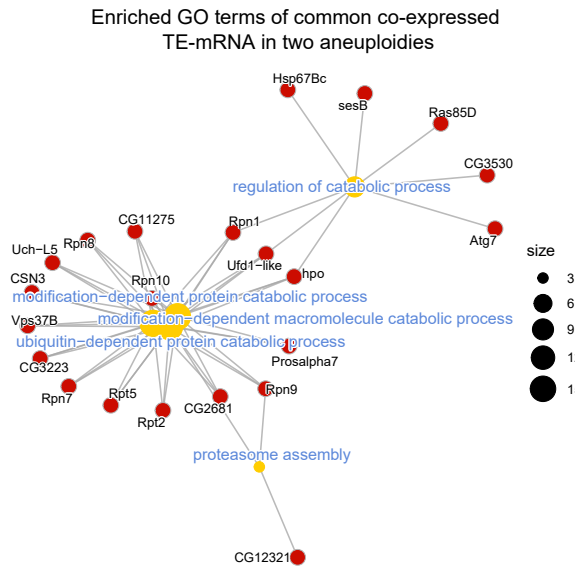 Enriched GO terms of common co-expressed
TE-mRNA in two aneuploidies
Hsp67Bc
sesB
Ras85D
CG3530
regulation of catabolic process
CG11275
Rpn1
Atg7
Rpn8
Uch-L5
Ufd1-like
hpo
size
3
6
9
CSN3
Rpn10
modification-dependent protein catabolic process
Vps37B
modification-dependent macromolecule catabolic process
ubiquitin-dependent protein catabolic process
Prosalpha7
CG3223
Rpn7
Rpt5
Rpt2
CG2681
Rpn9
proteasome assembly
CG12321